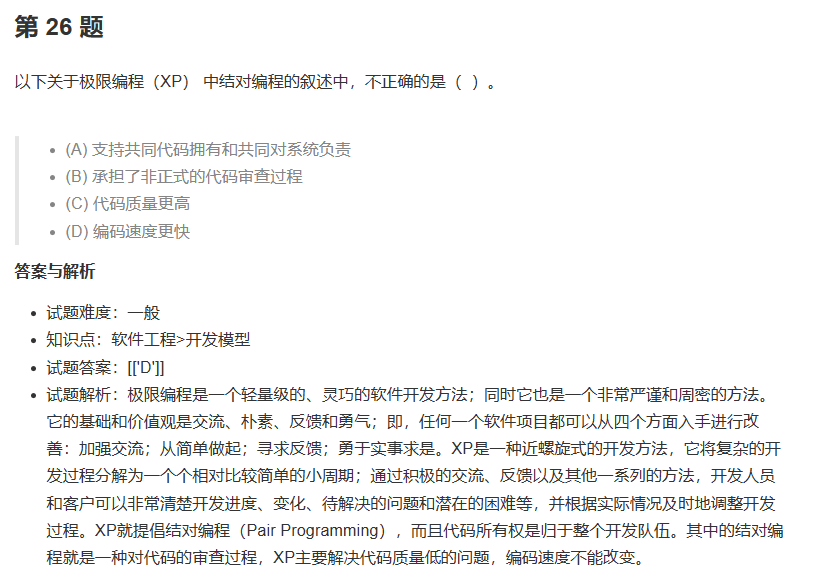 第 26 题
以下关于极限编程（XP） 中结对编程的叙述中，不正确的是（  ）。
(A) 支持共同代码拥有和共同对系统负责
(B) 承担了非正式的代码审查过程
(C) 代码质量更高
(D) 编码速度更快
答案与解析
试题难度：一般
知识点：软件工程>开发模型
试题答案：[['D']]
试题解析：极限编程是一个轻量级的、灵巧的软件开发方法；同时它也是一个非常严谨和周密的方法。
它的基础和价值观是交流、朴素、反馈和勇气；即，任何一个软件项目都可以从四个方面入手进行改
善：加强交流；从简单做起；寻求反馈；勇于实事求是。XP是一种近螺旋式的开发方法，它将复杂的开
发过程分解为一个个相对比较简单的小周期；通过积极的交流、反馈以及其他一系列的方法，开发人员
和客户可以非常清楚开发进度、变化、待解决的问题和潜在的困难等，并根据实际情况及时地调整开发
过程。XP就提倡结对编程（Pair Programming），而且代码所有权是归于整个开发队伍。其中的结对编
程就是一种对代码的审查过程，XP主要解决代码质量低的问题，编码速度不能改变。